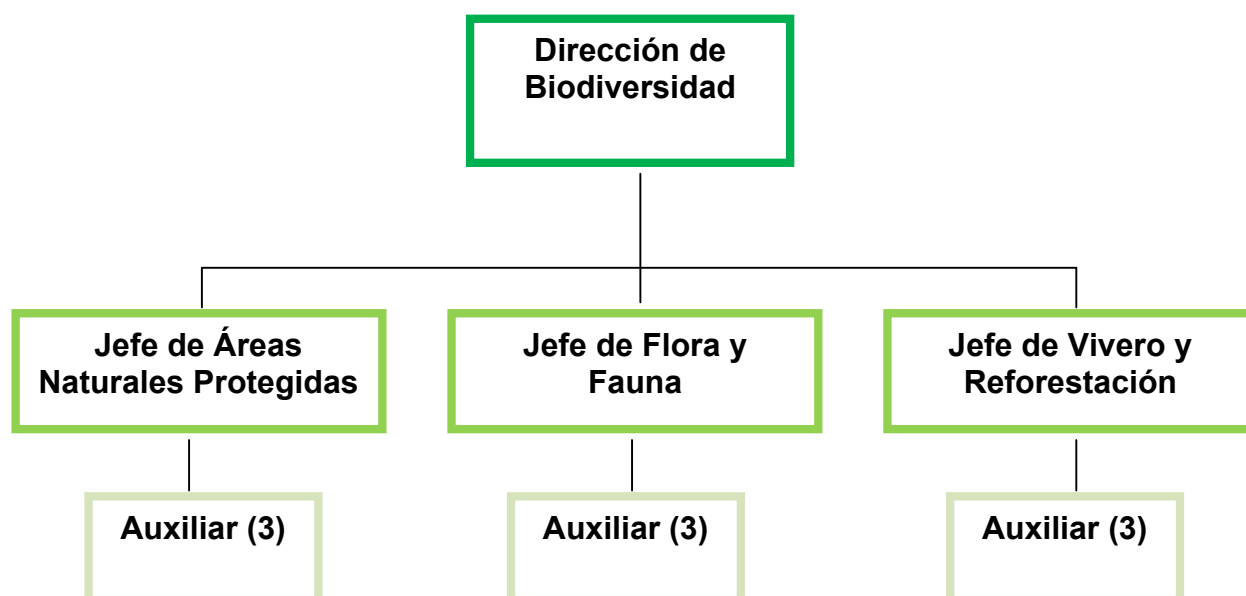 Dirección de
Biodiversidad
Jefe de Áreas
Naturales Protegidas
Jefe de Flora y
Fauna
Jefe de Vivero y
Reforestación
Auxiliar (3)
Auxiliar (3)
Auxiliar (3)